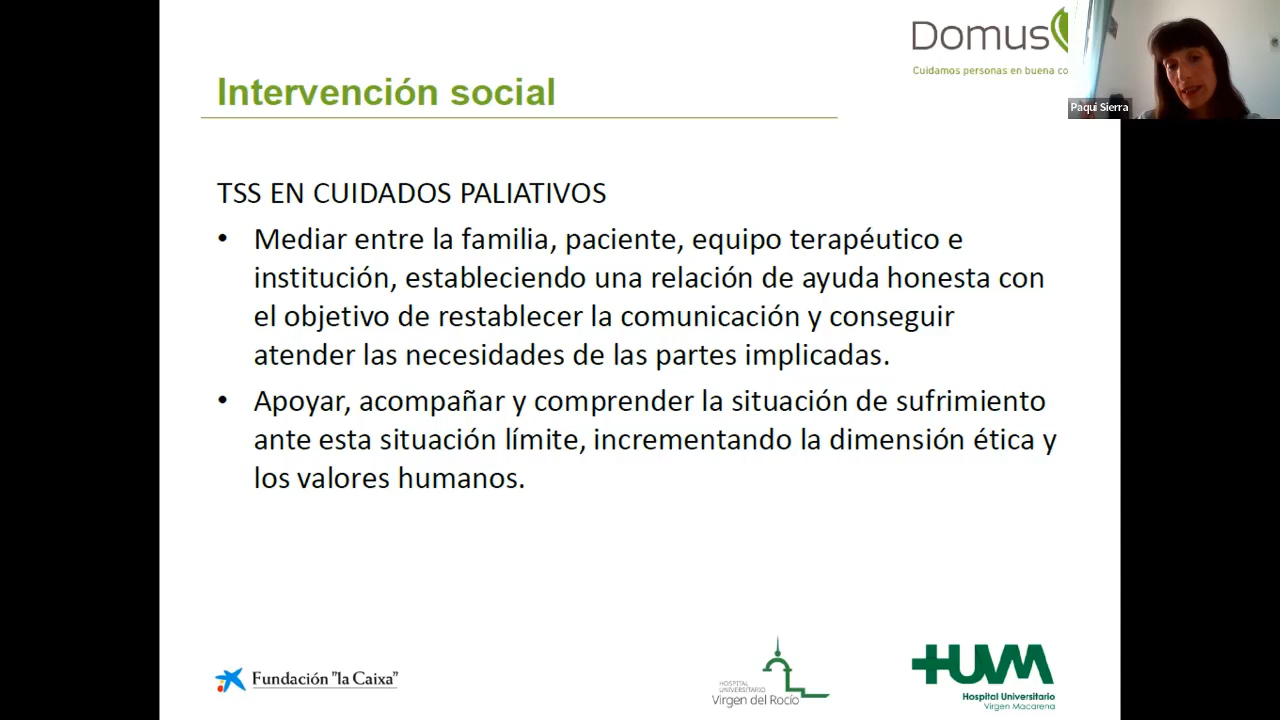 Domus
Cuidamos personas en buena co
Paqui Sierra
Intervención social
TSS EN CUIDADOS PALIATIVOS
• Mediar entre la familia, paciente, equipo terapéutico e
institución, estableciendo una relación de ayuda honesta con
el objetivo de restablecer la comunicación y conseguir
atender las necesidades de las partes implicadas.
• Apoyar, acompañar y comprender la situación de sufrimiento
ante esta situación límite, incrementando la dimensión ética y
los valores humanos.
Fundación "la Caixa"
HOSPITAL
UNIVERSITARIO
Virgen del Rocío
HUVM
Hospital Universitario
Virgen Macarena